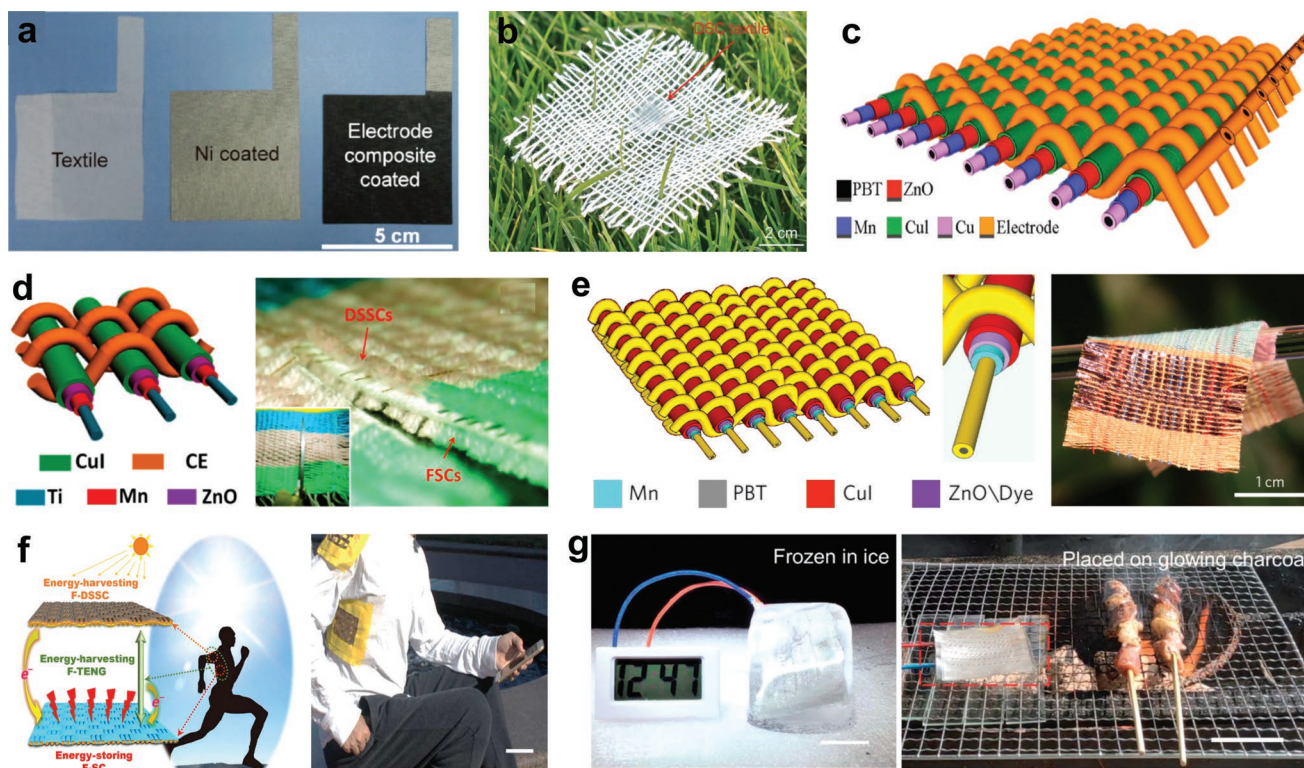 a
Textile
Ni coated
Electrode
composite
coated
5 cm
b
DSC textile
2 cm
c
PBT ZnO
Mn CuI Cu Electrode
d
CuI CE
Ti Mn ZnO
DSSCs
FSCs
e
Mn PBT CuI ZnO\Dye
1 cm
f
Energy-harvesting
F-DSSC
e-
Energy-harvesting
F-TENG
e-
Energy-storing
F-SC
g
Frozen in ice
12 47
Placed on glowing charcoa